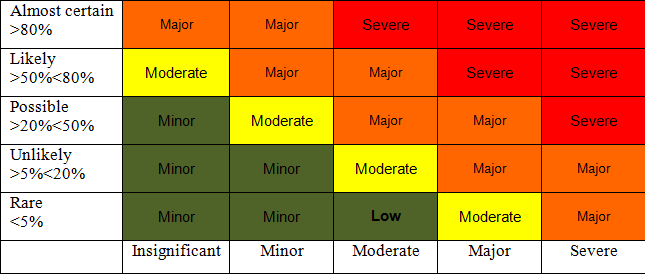 Almost certain
>80%
Major Major Severe Severe Severe
Likely
>50%<80%
Moderate Major Major Severe Severe
Possible
>20%<50%
Minor Moderate Major Major Severe
Unlikely
>5%<20%
Minor Minor Moderate Major Major
Rare
<5%
Minor Minor Low Moderate Major
Insignificant Minor Moderate Major Severe